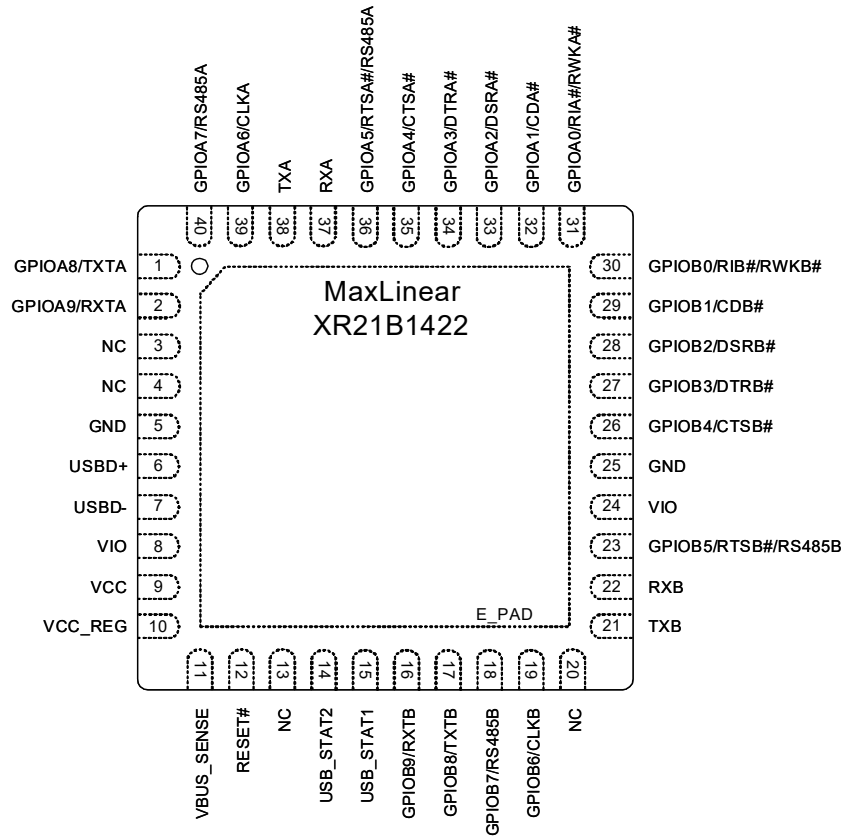 GPIOA7/RS485A
GPIOA6/CLKA
TXA
RXA
GPIOA5/RTSA#/RS485A
GPIOA4/CTSA#
GPIOA3/DTRA#
GPIOA2/DSRA#
GPIOA1/CDA#
GPIOA0/RIA#/RWKA#
40
39
38
37
36
35
34
33
32
31
GPIOA8/TXTA 1
GPIOA9/RXTA 2
NC 3
NC 4
GND 5
USBD+ 6
USBD- 7
VIO 8
VCC 9
VCC_REG 10
MaxLinear
XR21B1422
E_PAD
30 GPIOB0/RIB#/RWKB#
29 GPIOB1/CDB#
28 GPIOB2/DSRB#
27 GPIOB3/DTRB#
26 GPIOB4/CTSB#
25 GND
24 VIO
23 GPIOB5/RTSB#/RS485B
22 RXB
21 TXB
11
12
13
14
15
16
17
18
19
20
VBUS_SENSE
RESET#
NC
USB_STAT2
USB_STAT1
GPIOB9/RXTB
GPIOB8/TXTB
GPIOB7/RS485B
GPIOB6/CLKB
NC